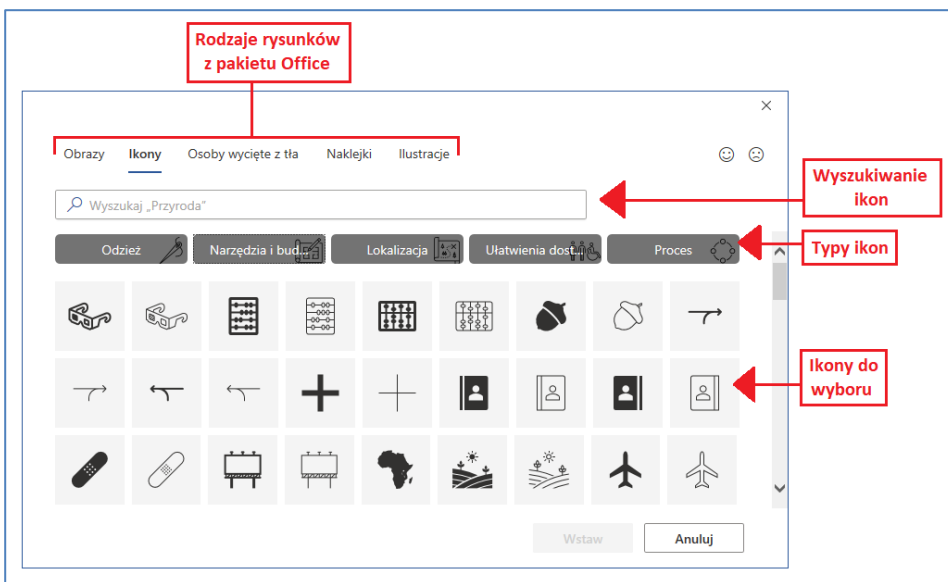 Rodzaje rysunków
z pakietu Office
Obrazy Ikony Osoby wycięte z tła Naklejki Ilustracje
Wyszukiwanie
ikon
Wyszukaj „Przyroda"
Odzież Narzędzia i bud... Lokalizacja Ułatwienia dost... Proces
Typy ikon
Ikony do
wyboru
Wstaw Anuluj